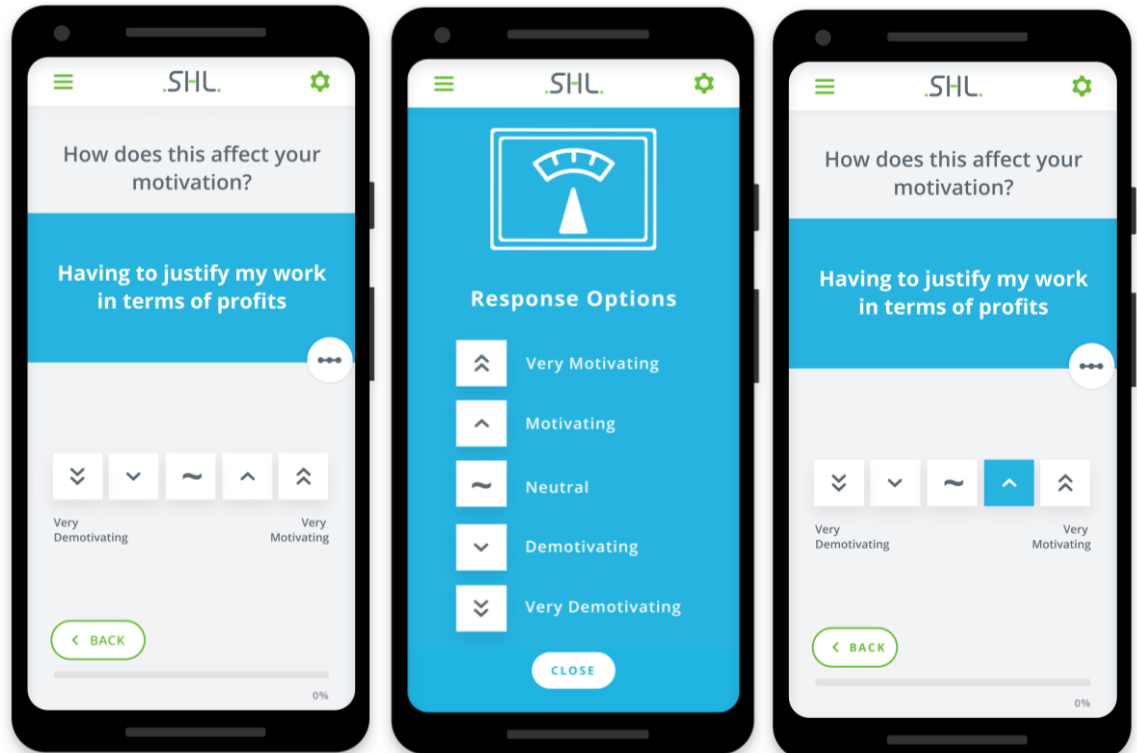 .SHL.
How does this affect your
motivation?
Having to justify my work
in terms of profits
Very
Demotivating
Very
Motivating
BACK
0%
.SHL.
Response Options
Very Motivating
Motivating
Neutral
Demotivating
Very Demotivating
CLOSE
.SHL.
How does this affect your
motivation?
Having to justify my work
in terms of profits
Very
Demotivating
Very
Motivating
BACK
0%